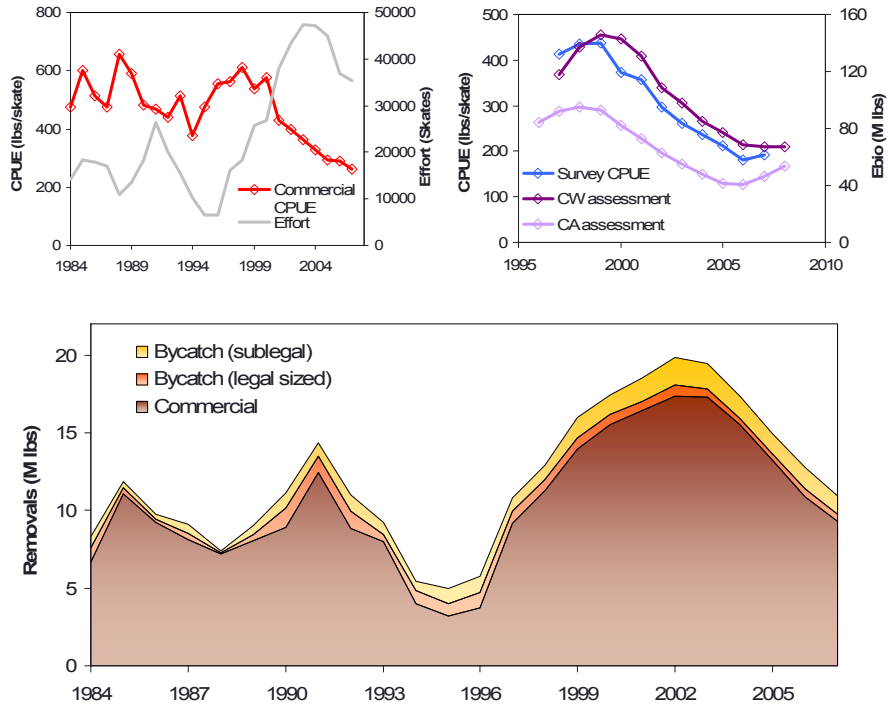 800
600
400
200
0
CPUE (lbs/skate)
50000
40000
30000
20000
10000
0
Effort (Skates)
1984 1989 1994 1999 2004
Commercial
CPUE
Effort
500
400
300
200
100
0
CPUE (lbs/skate)
160
120
80
40
0
Ebio (M lbs)
1995 2000 2005 2010
Survey CPUE
CW assessment
CA assessment
20
15
10
5
0
Removals (M lbs)
Bycatch (sublegal)
Bycatch (legal sized)
Commercial
1984 1987 1990 1993 1996 1999 2002 2005